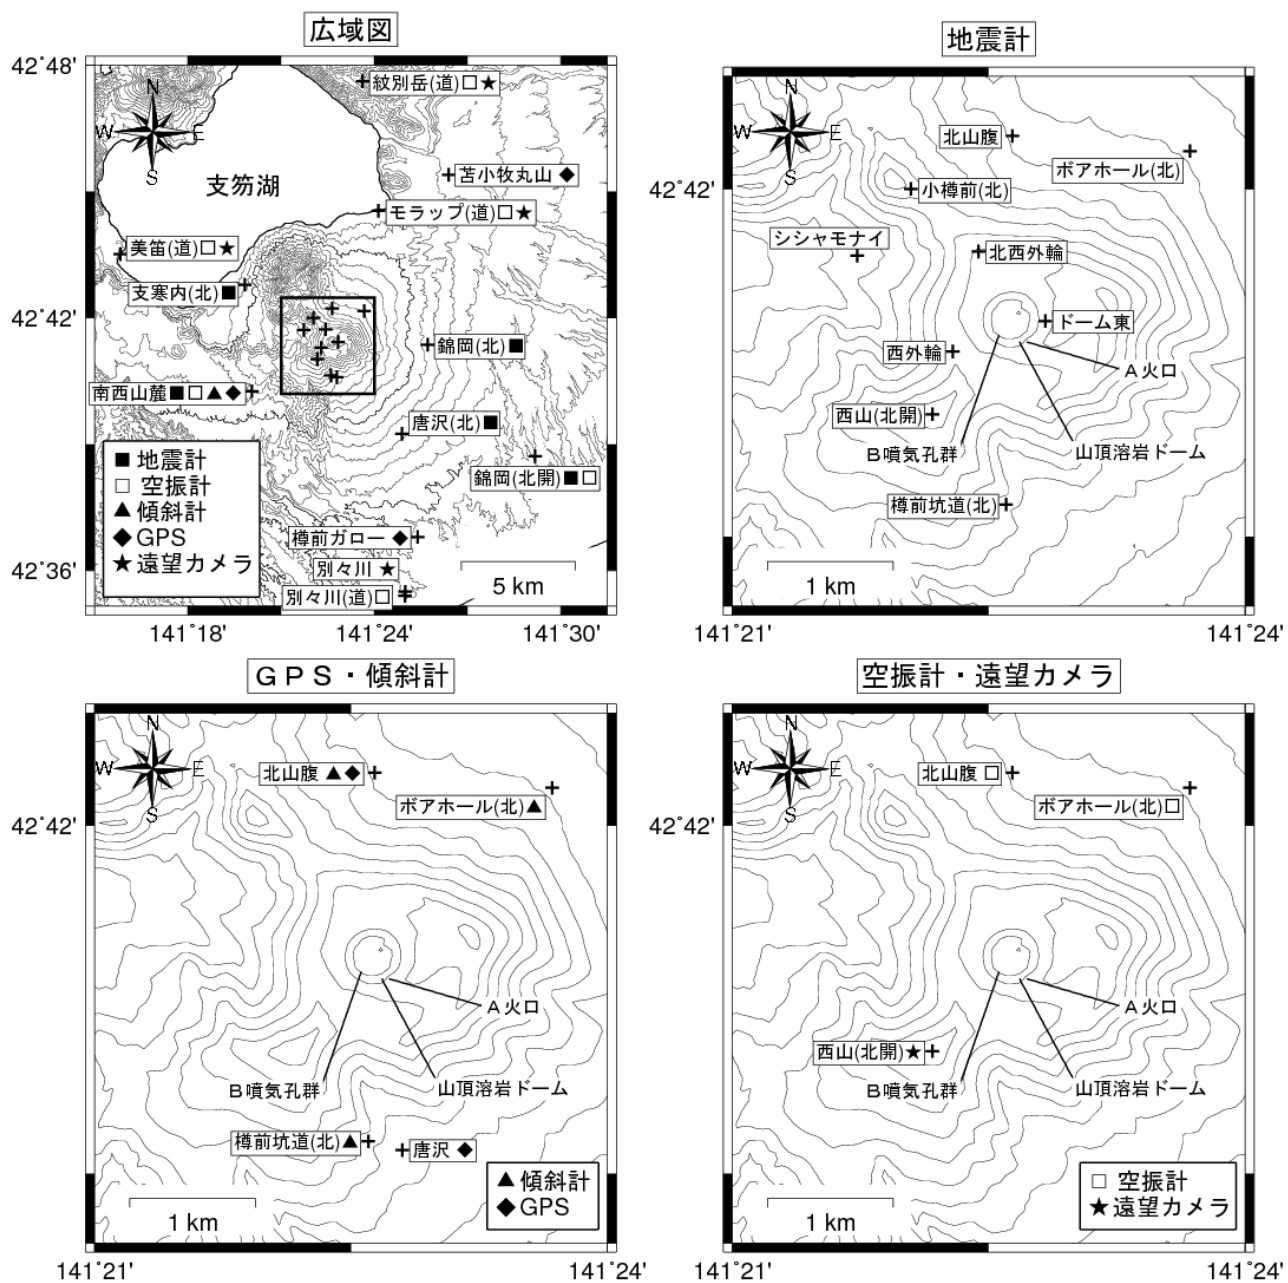 広域図
42˚48'
N
W
E
S
紋別岳(道)□★
苫小牧丸山 ◆
支笏湖
モラップ(道)□★
美笛(道)□★
支寒内(北)■
42˚42'
錦岡(北)■
南西山麓■□▲◆
唐沢(北)■
■ 地震計
□ 空振計
▲ 傾斜計
◆ GPS
★ 遠望カメラ
錦岡(北開)■□
樽前ガロー ◆
別々川 ★
別々川(道)□
42˚36'
5 km
141˚18'
141˚24'
141˚30'
地震計
N
W
E
S
北山腹
ボアホール(北)
42˚42'
小樽前(北)
シシャモナイ
北西外輪
ドーム東
西外輪
A火口
西山(北開)
B噴気孔群
山頂溶岩ドーム
樽前坑道(北)
1 km
141˚21'
141˚24'
GPS・傾斜計
N
W
E
S
北山腹 ▲◆
ボアホール(北)▲
42˚42'
A火口
B噴気孔群
山頂溶岩ドーム
樽前坑道(北)▲
唐沢 ◆
▲ 傾斜計
◆ GPS
1 km
141˚21'
141˚24'
空振計・遠望カメラ
N
W
E
S
北山腹 □
ボアホール(北)□
42˚42'
A火口
西山(北開)★
B噴気孔群
山頂溶岩ドーム
□ 空振計
★ 遠望カメラ
1 km
141˚21'
141˚24'